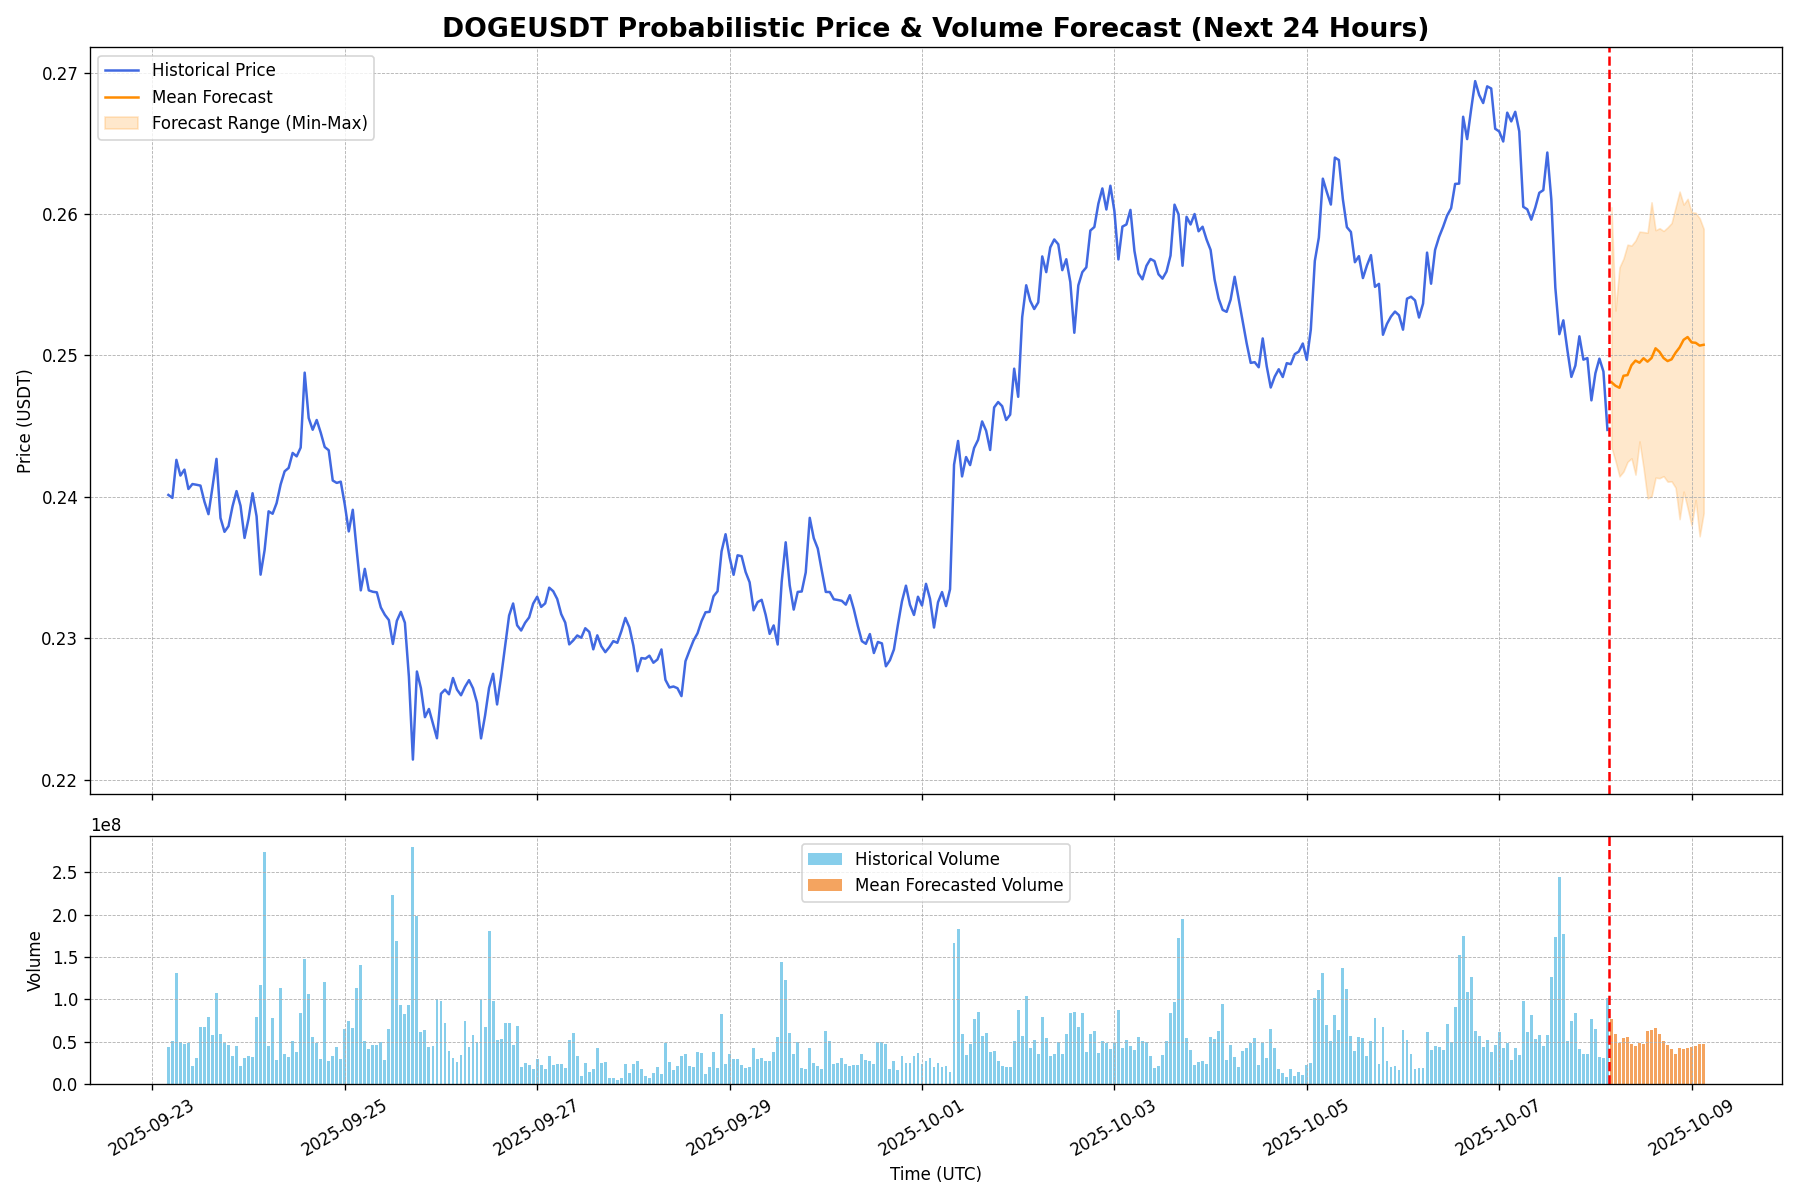 DOGEUSDT Probabilistic Price & Volume Forecast (Next 24 Hours)
Historical Price
Mean Forecast
Forecast Range (Min-Max)
Price (USDT)
0.27
0.26
0.25
0.24
0.23
0.22
1e8
Historical Volume
Mean Forecasted Volume
Volume
2.5
2.0
1.5
1.0
0.5
0.0
2025-09-23
2025-09-25
2025-09-27
2025-09-29
2025-10-01
2025-10-03
2025-10-05
2025-10-07
2025-10-09
Time (UTC)